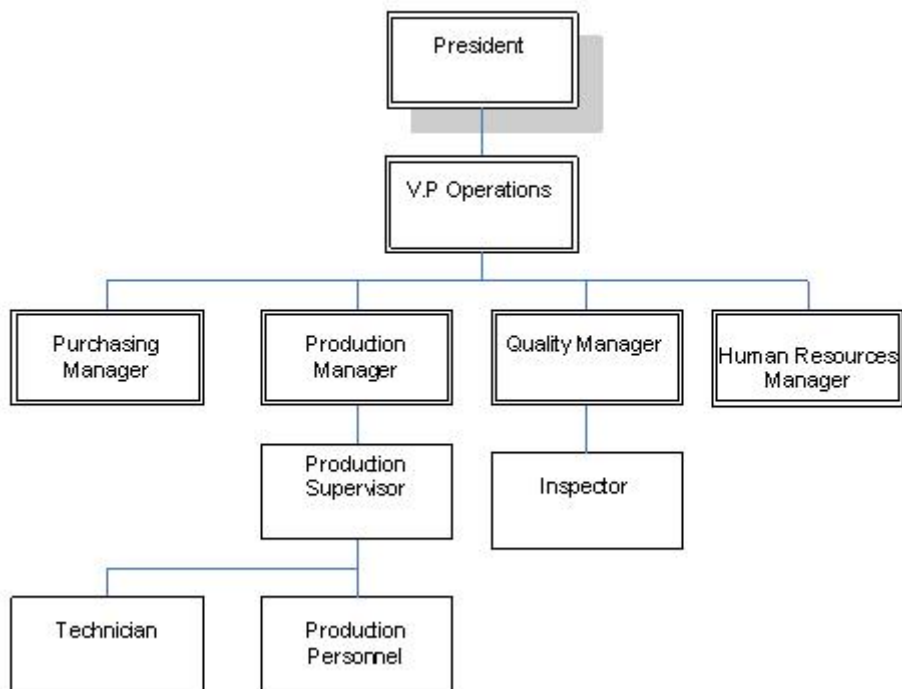 President
V.P Operations
Purchasing
Manager
Production
Manager
Quality Manager
Human Resources
Manager
Production
Supervisor
Inspector
Technician
Production
Personnel